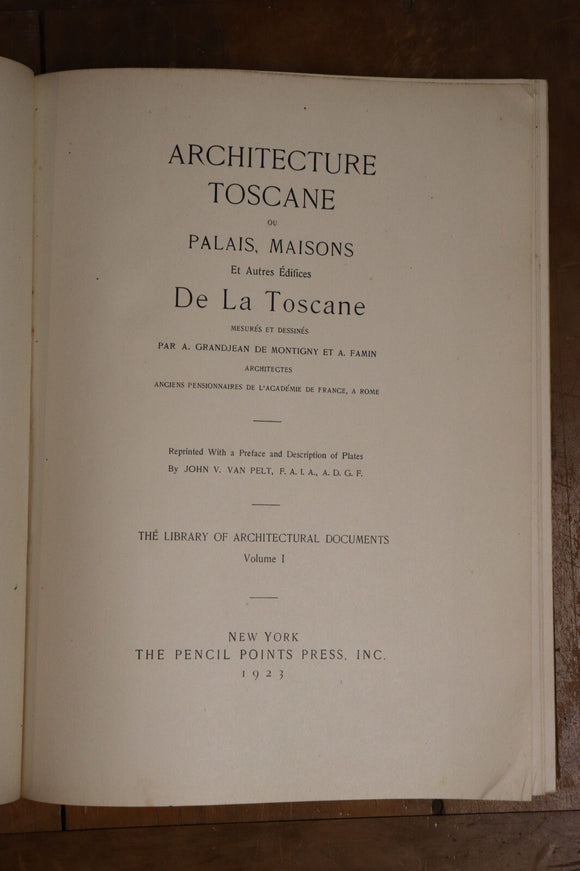 ARCHITECTURE
TOSCANE
OU
PALAIS, MAISONS
Et Autres Édifices
De La Toscane
MESURÉS ET DESSINÉS
PAR A. GRANDJEAN DE MONTIGNY ET A. FAMIN
ARCHITECTES
ANCIENS PENSIONNAIRES DE L'ACADÉMIE DE FRANCE, A ROME
Reprinted With a Preface and Description of Plates
By JOHN V. VAN PELT, F. A. I. A., A. D. G. F.
THE LIBRARY OF ARCHITECTURAL DOCUMENTS
Volume I
NEW YORK
THE PENCIL POINTS PRESS, INC.
1923